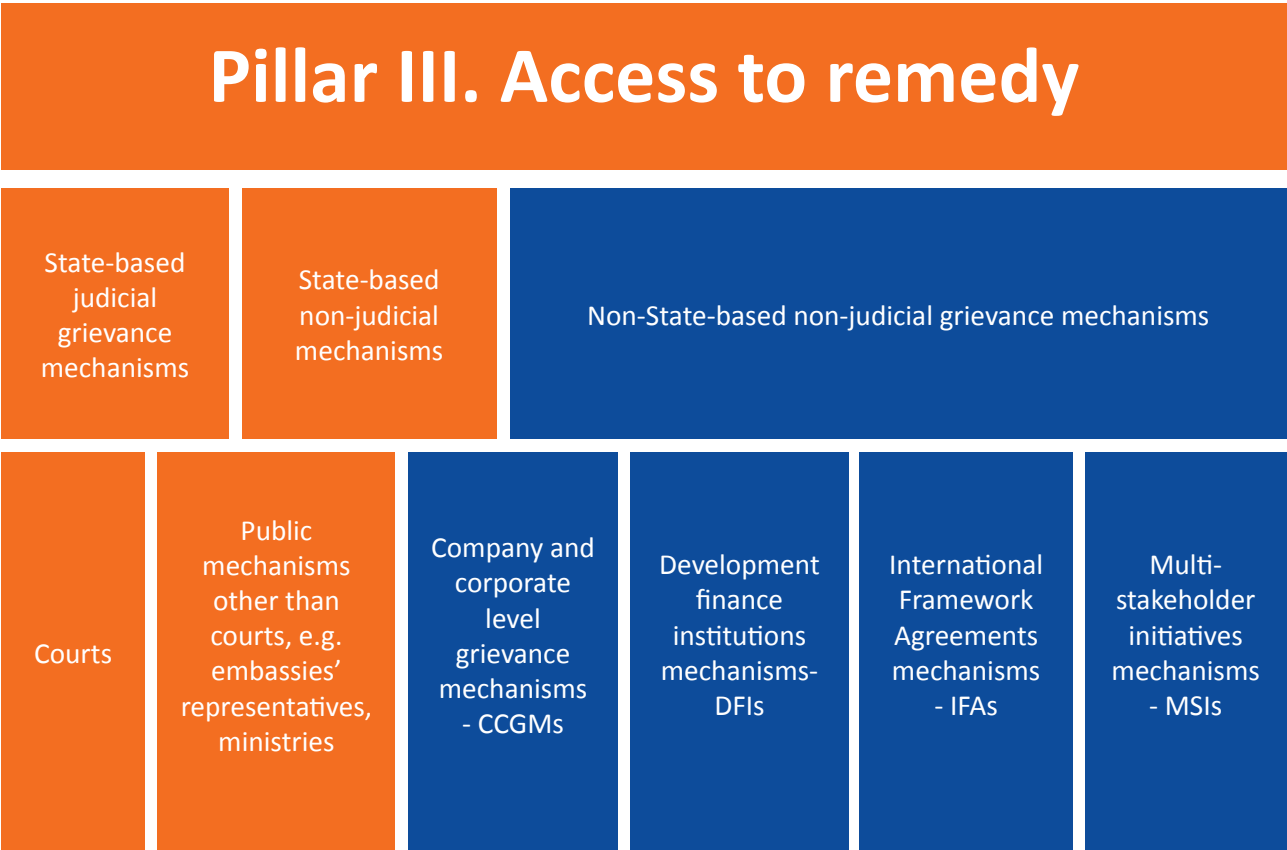 Pillar III. Access to remedy
State-based
judicial
grievance
mechanisms
State-based
non-judicial
mechanisms
Non-State-based non-judicial grievance mechanisms
Courts
Public
mechanisms
other than
courts, e.g.
embassies’
representatives,
ministries
Company and
corporate
level
grievance
mechanisms
- CCGMs
Development
finance
institutions
mechanisms-
DFIs
International
Framework
Agreements
mechanisms
- IFAs
Multi-
stakeholder
initiatives
mechanisms
- MSIs